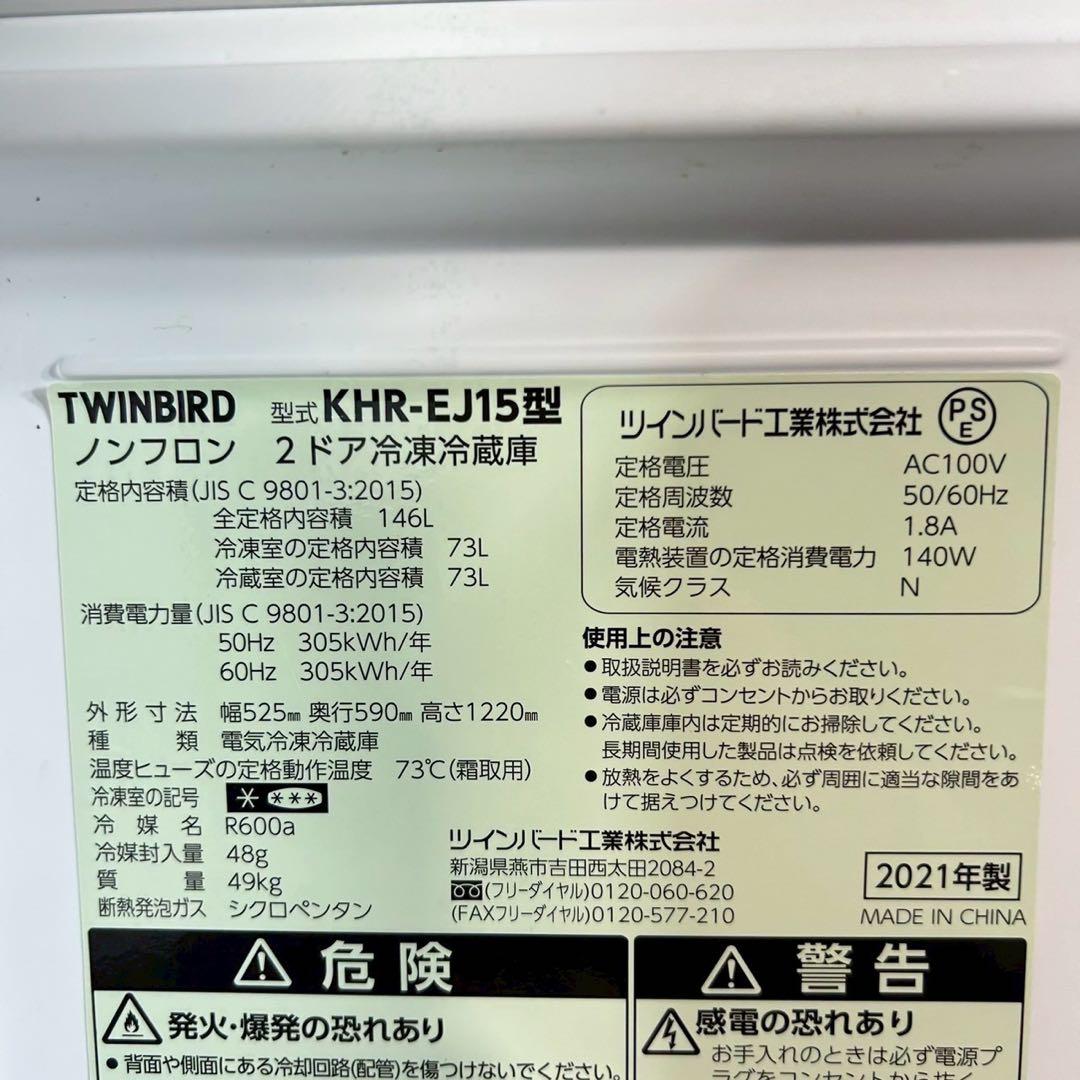 TWINBIRD 型式 KHR-EJ15型
ノンフロン 2ドア冷凍冷蔵庫
定格内容積(JIS C 9801-3:2015)
全定格内容積 146L
冷凍室の定格内容積 73L
冷蔵室の定格内容積 73L
消費電力量(JIS C 9801-3:2015)
50Hz 305kWh/年
60Hz 305kWh/年
外形寸法 幅525㎜ 奥行590㎜ 高さ1220㎜
種類 電気冷凍冷蔵庫
温度ヒューズの定格動作温度 73℃(霜取用)
冷凍室の記号 * ***
冷媒名 R600a
冷媒封入量 48g
質量 49kg
断熱発泡ガス シクロペンタン
ツインバード工業株式会社 PSE
定格電圧 AC100V
定格周波数 50/60Hz
定格電流 1.8A
電熱装置の定格消費電力 140W
気候クラス N
使用上の注意
●取扱説明書を必ずお読みください。
●電源は必ずコンセントからお取りください。
●冷蔵庫庫内は定期的にお掃除してください。
長期間使用した製品は点検を依頼してください。
●放熱をよくするため、必ず周囲に適当な隙間をあ
けて据えつけてください。
ツインバード工業株式会社
新潟県燕市吉田西太田2084-2
(フリーダイヤル)0120-060-620
(FAXフリーダイヤル)0120-577-210
2021年製
MADE IN CHINA
危険
発火・爆発の恐れあり
●背面や側面にある冷却回路(配管)を傷つけないでください。
警告
感電の恐れあり
お手入れのときは必ず電源プ
ラグをコンセントから抜く